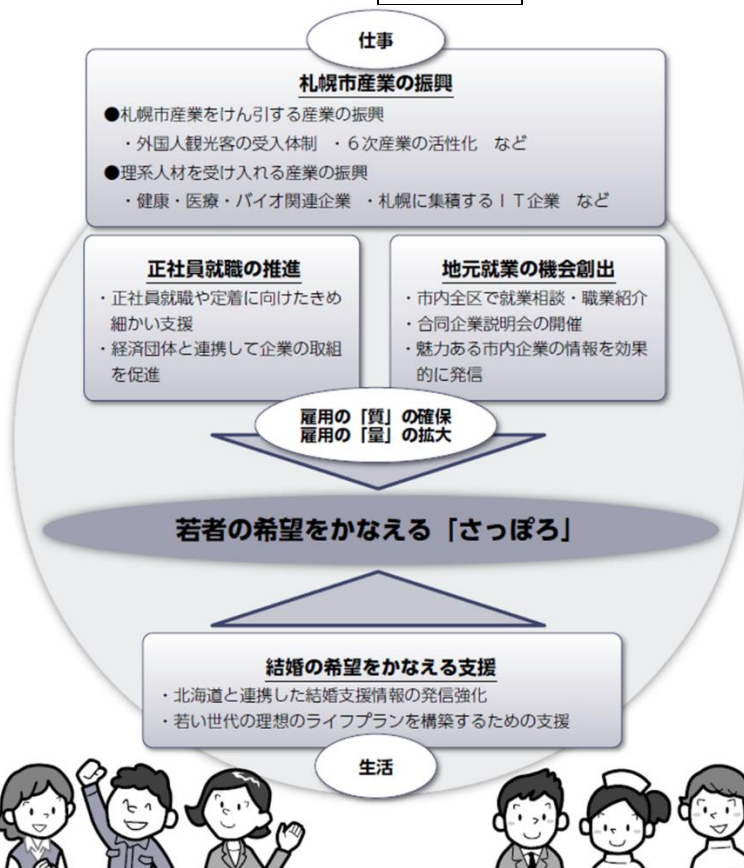 仕事
札幌市産業の振興
●札幌市産業をけん引する産業の振興
・外国人観光客の受入体制 ・６次産業の活性化 など
●理系人材を受け入れる産業の振興
・健康・医療・バイオ関連企業 ・札幌に集積するＩＴ企業 など
正社員就職の推進
・正社員就職や定着に向けたきめ
細かい支援
・経済団体と連携して企業の取組
を促進
地元就業の機会創出
・市内全区で就業相談・職業紹介
・合同企業説明会の開催
・魅力ある市内企業の情報を効果
的に発信
雇用の「質」の確保
雇用の「量」の拡大
若者の希望をかなえる「さっぽろ」
結婚の希望をかなえる支援
・北海道と連携した結婚支援情報の発信強化
・若い世代の理想のライフプランを構築するための支援
生活